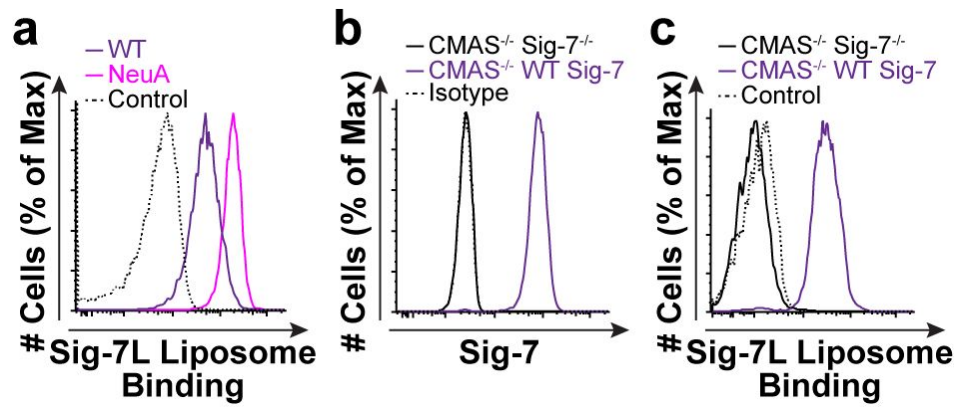 a
WT
NeuA
Control
# Cells (% of Max)
Sig-7L Liposome
Binding
b
CMAS-/- Sig-7-/-
CMAS-/- WT Sig-7
Isotype
# Cells (% of Max)
Sig-7
c
CMAS-/- Sig-7-/-
CMAS-/- WT Sig-7
Control
# Cells (% of Max)
Sig-7L Liposome
Binding